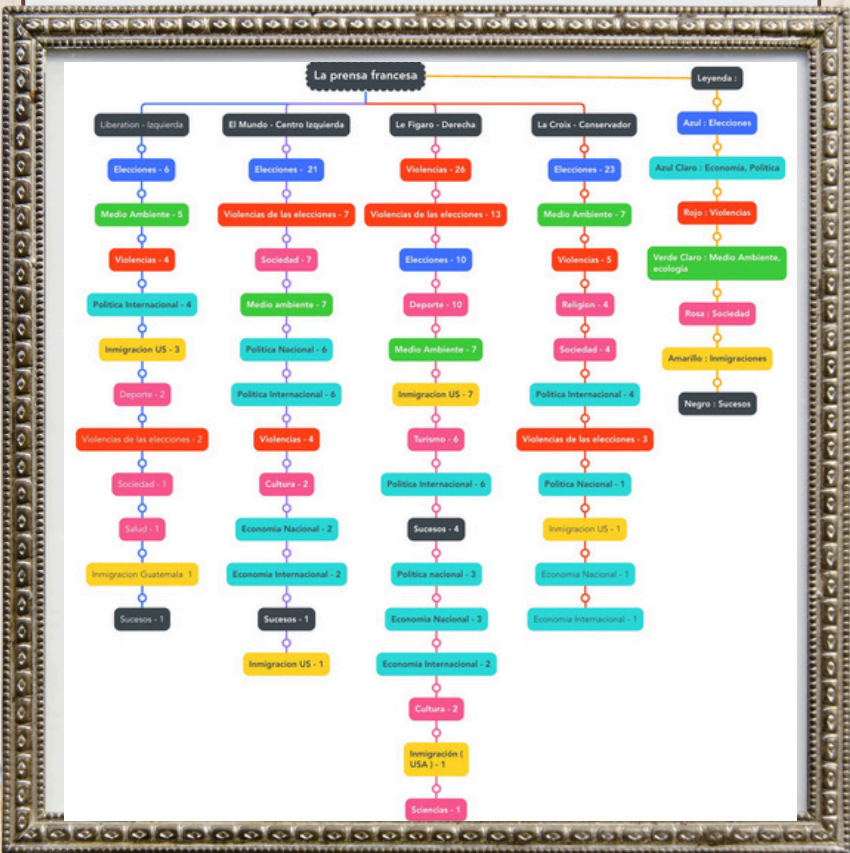 La prensa francesa
Leyenda :
Liberation - Izquierda
Elecciones - 6
Medio Ambiente - 5
Violencias - 4
Politica Internacional - 4
Inmigracion US - 3
Deporte - 2
Violencias de las elecciones - 2
Sociedad - 1
Salud - 1
Inmigracion Guatemala 1
Sucesos - 1
El Mundo - Centro Izquierda
Elecciones - 21
Violencias de las elecciones - 7
Sociedad - 7
Medio ambiente - 7
Politica Nacional - 6
Politica Internacional - 6
Violencias - 4
Cultura - 2
Economia Nacional - 2
Economia Internacional - 2
Sucesos - 1
Inmigracion US - 1
Le Figaro - Derecha
Violencias - 26
Violencias de las elecciones - 13
Elecciones - 10
Deporte - 10
Medio Ambiente - 7
Inmigracion US - 7
Turismo - 6
Politica Internacional - 6
Sucesos - 4
Politica nacional - 3
Economia Nacional - 3
Economia Internacional - 2
Cultura - 2
Inmigración (
USA ) - 1
Sciencias - 1
La Croix - Conservador
Elecciones - 23
Medio Ambiente - 7
Violencias - 5
Religion - 4
Sociedad - 4
Politica Internacional - 4
Violencias de las elecciones - 3
Politica Nacional - 1
Inmigracion US - 1
Economia Nacional - 1
Economia Internacional - 1
Azul : Elecciones
Azul Claro : Economía, Politica
Rojo : Violencias
Verde Claro : Medio Ambiente,
ecologia
Rosa : Sociedad
Amarillo : Inmigraciones
Negro : Sucesos